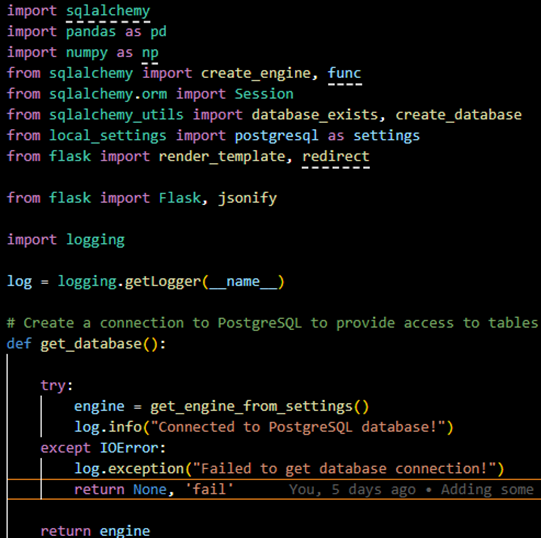 import sqlalchemy
import pandas as pd
import numpy as np
from sqlalchemy import create_engine, func
from sqlalchemy.orm import Session
from sqlalchemy_utils import database_exists, create_database
from local_settings import postgresql as settings
from flask import render_template, redirect
from flask import Flask, jsonify
import logging
log = logging.getLogger(__name__)
# Create a connection to PostgreSQL to provide access to tables
def get_database():
try:
engine = get_engine_from_settings()
log.info("Connected to PostgreSQL database!")
except IOError:
log.exception("Failed to get database connection!")
return None, 'fail' You, 5 days ago • Adding some
return engine